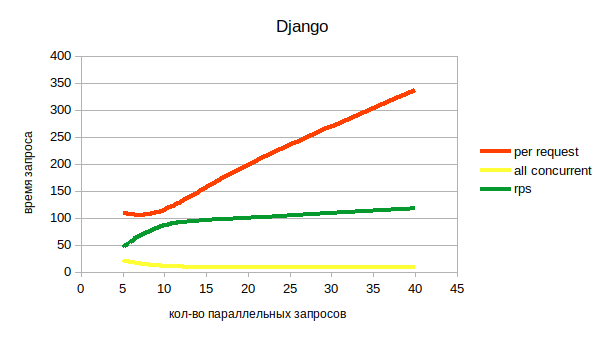 Django
время запроса
400
350
300
250
200
150
100
50
0
0 5 10 15 20 25 30 35 40 45
кол-во параллельных запросов
per request
all concurrent
rps